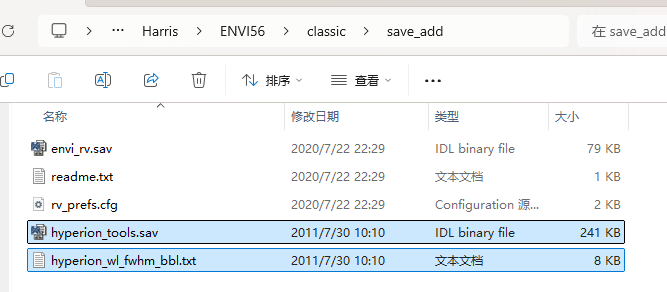 … Harris > ENVI56 > classic > save_add 在 save_add
排序 查看 …
名称 修改日期 类型 大小
envi_rv.sav 2020/7/22 22:29 IDL binary file 79 KB
readme.txt 2020/7/22 22:29 文本文档 1 KB
rv_prefs.cfg 2020/7/22 22:29 Configuration 源... 2 KB
hyperion_tools.sav 2011/7/30 10:10 IDL binary file 241 KB
hyperion_wl_fwhm_bbl.txt 2011/7/30 10:10 文本文档 8 KB